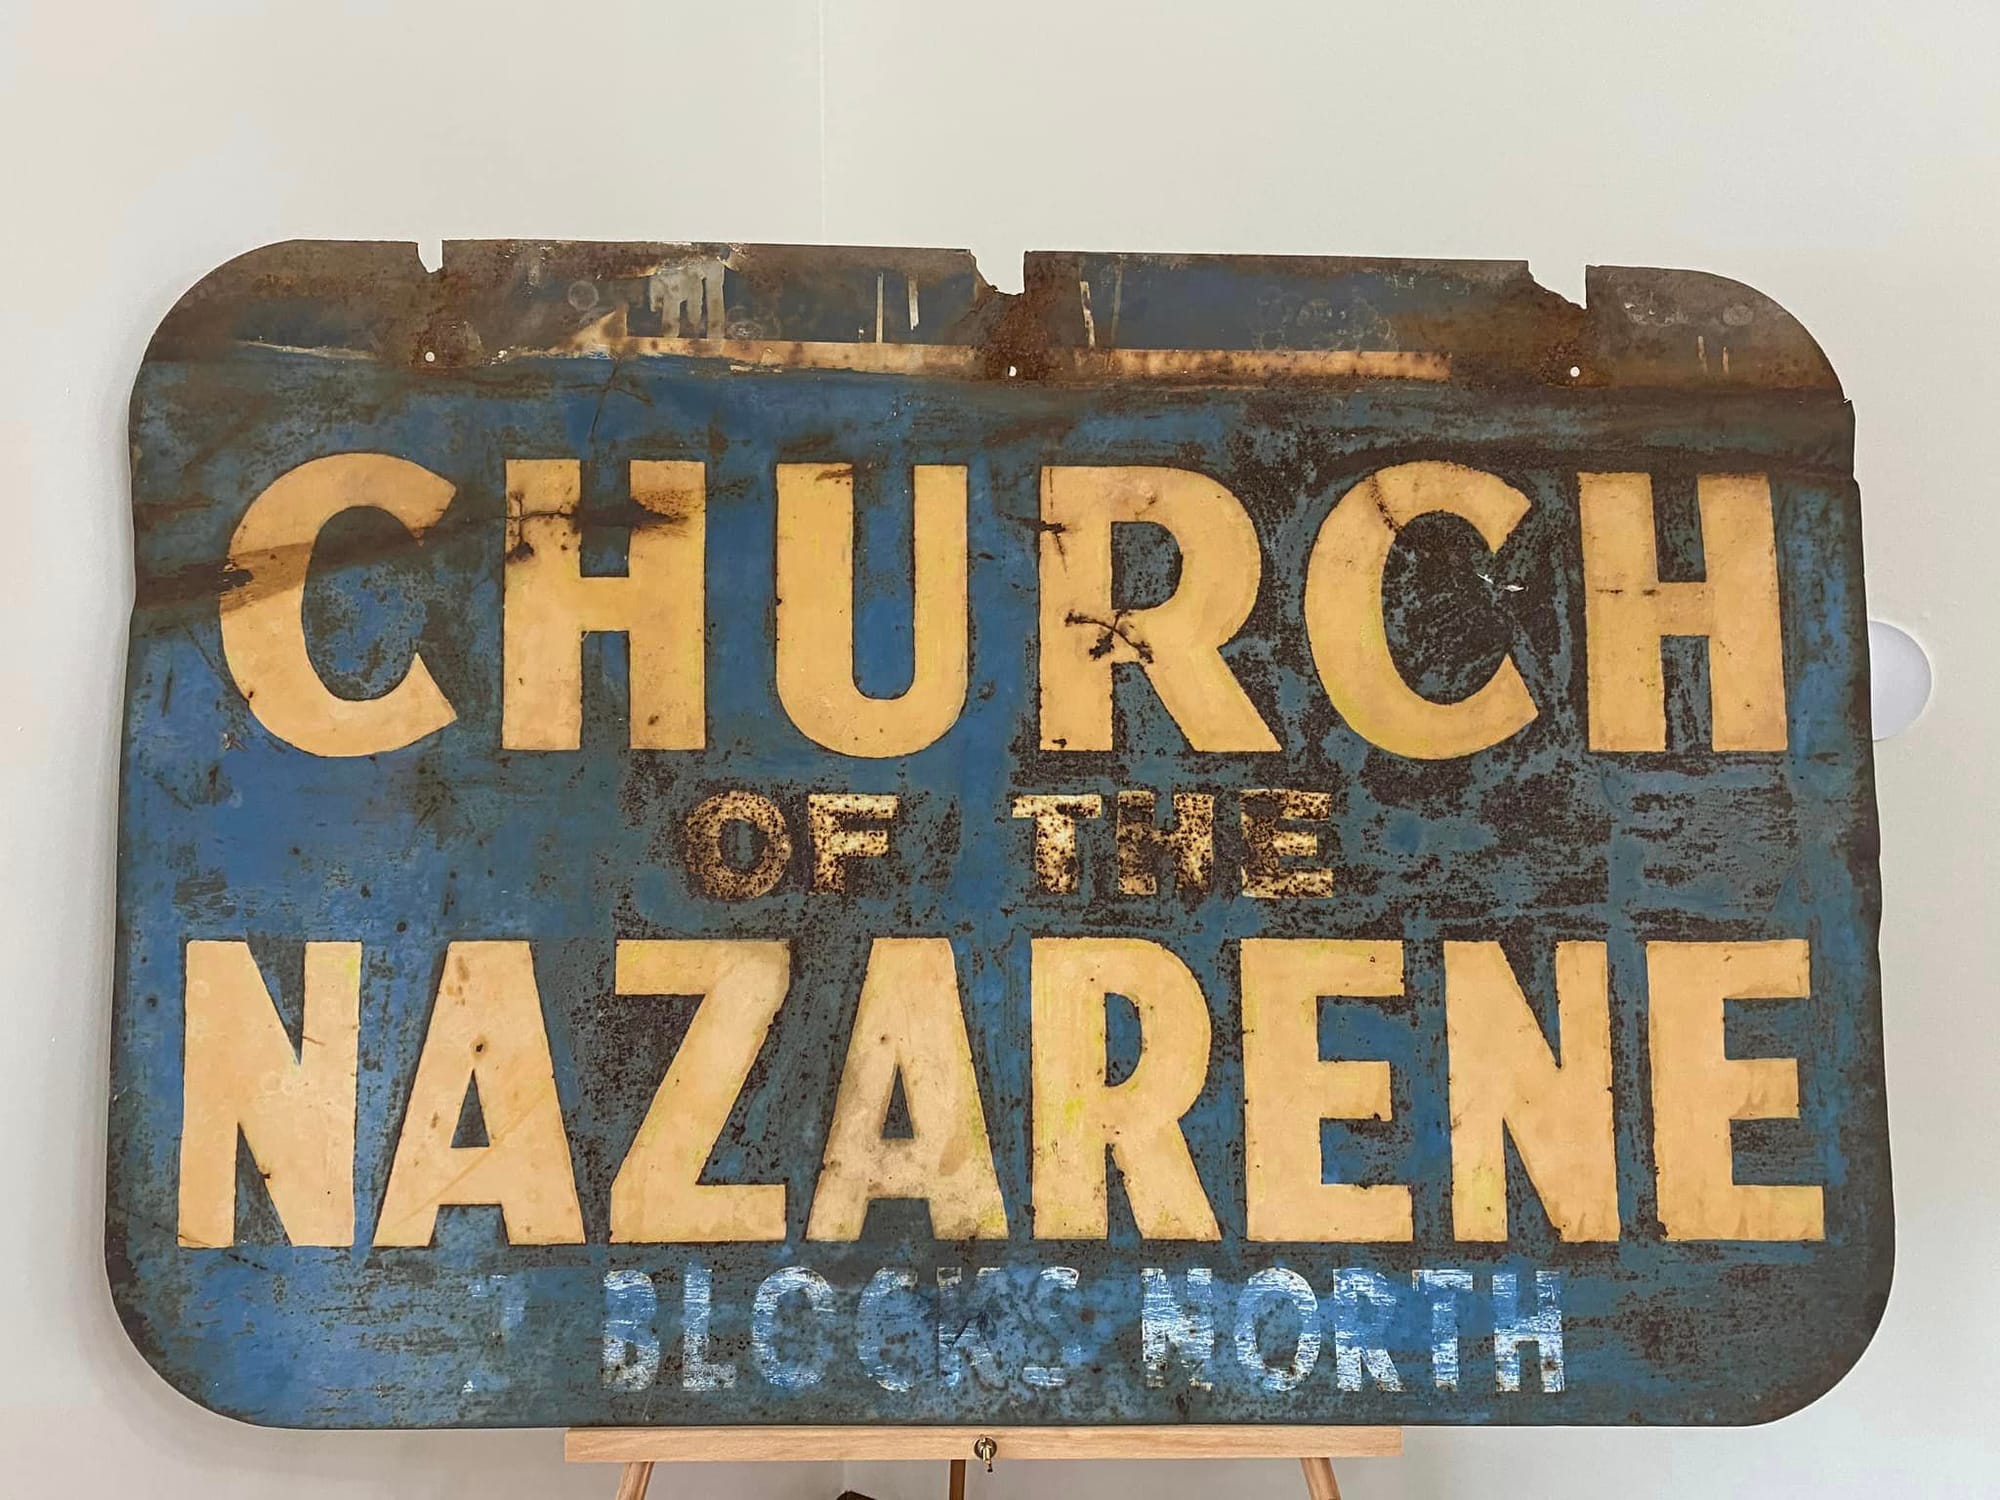 CHURCH
OF THE
NAZARENE
BLOCKS NORTH